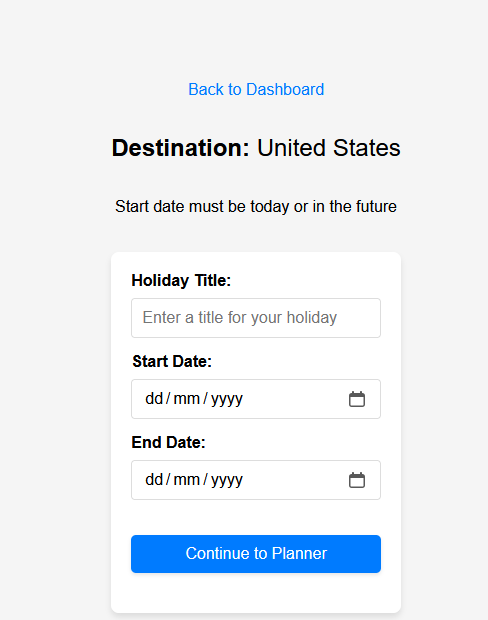 Back to Dashboard
Destination: United States
Start date must be today or in the future
Holiday Title:
Enter a title for your holiday
Start Date:
dd/mm/yyyy
End Date:
dd/mm/yyyy
Continue to Planner